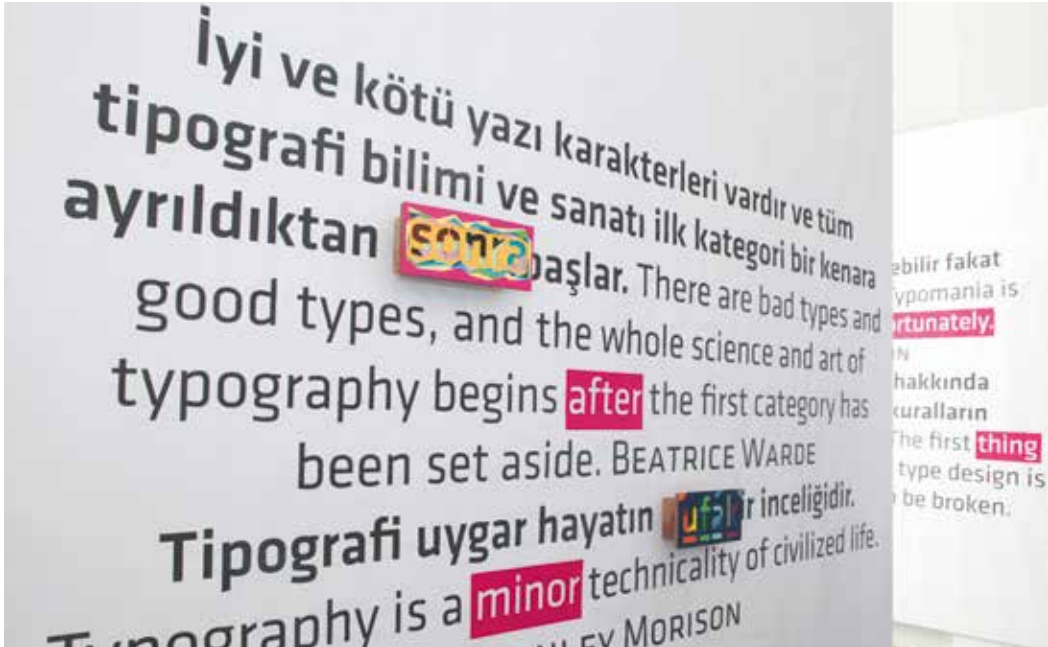 İyi ve kötü yazı karakterleri vardır ve tüm
tipografi bilimi ve sanatı ilk kategori bir kenara
ayrıldıktan sonra başlar. There are bad types and
good types, and the whole science and art of
typography begins after the first category has
been set aside. BEATRICE WARDE
Tipografi uygar hayatın ufak bir inceliğidir.
Typography is a minor technicality of civilized life.
MORISON
fakat
is
hakkında
kuralların
The first thing
type design is
be broken.